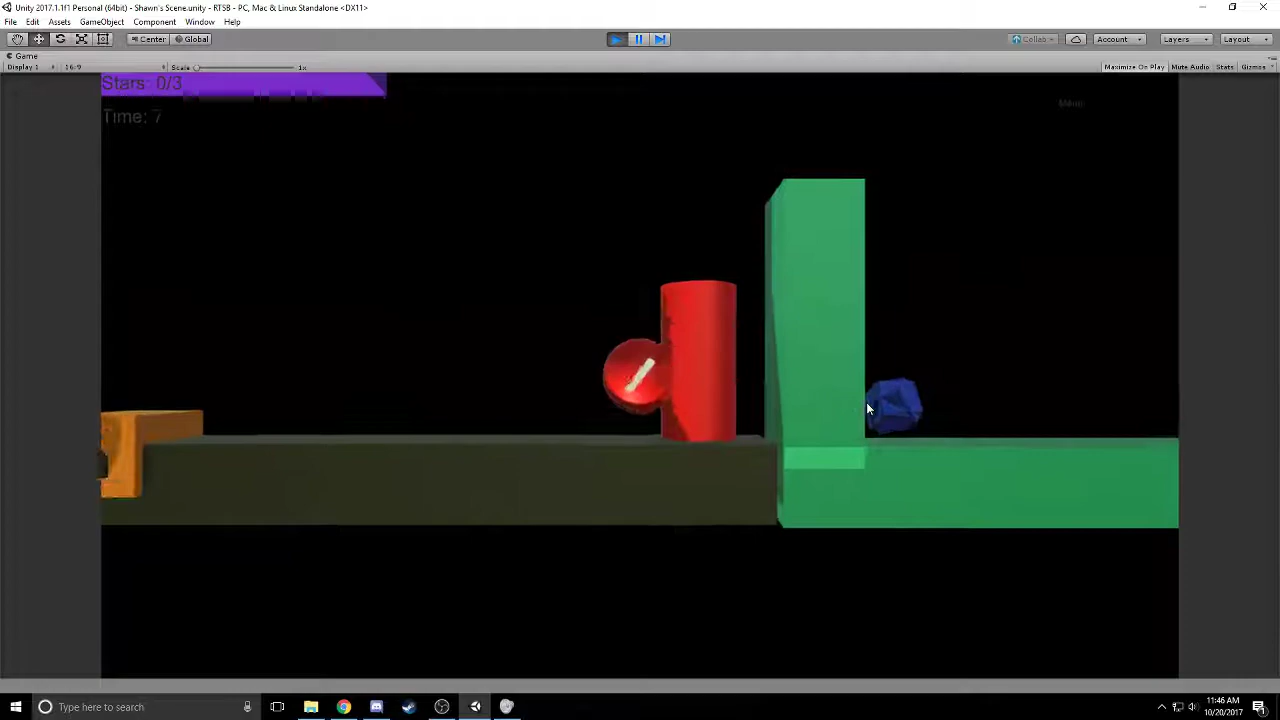 Unity 2017.1.1f1 Personal (64bit) - Shawn's Scene.unity - RTSB - PC, Mac & Linux Standalone <DX11>
File Edit Assets GameObject Component Window Help
Center Global Collab Account Layers Layout
Game
Display 1 16:9 Scale 1x Maximize On Play Mute Audio Stats Gizmos
Stars: 0/3
Menu
Time: 7
Type here to search
11:46 AM
10/20/2017